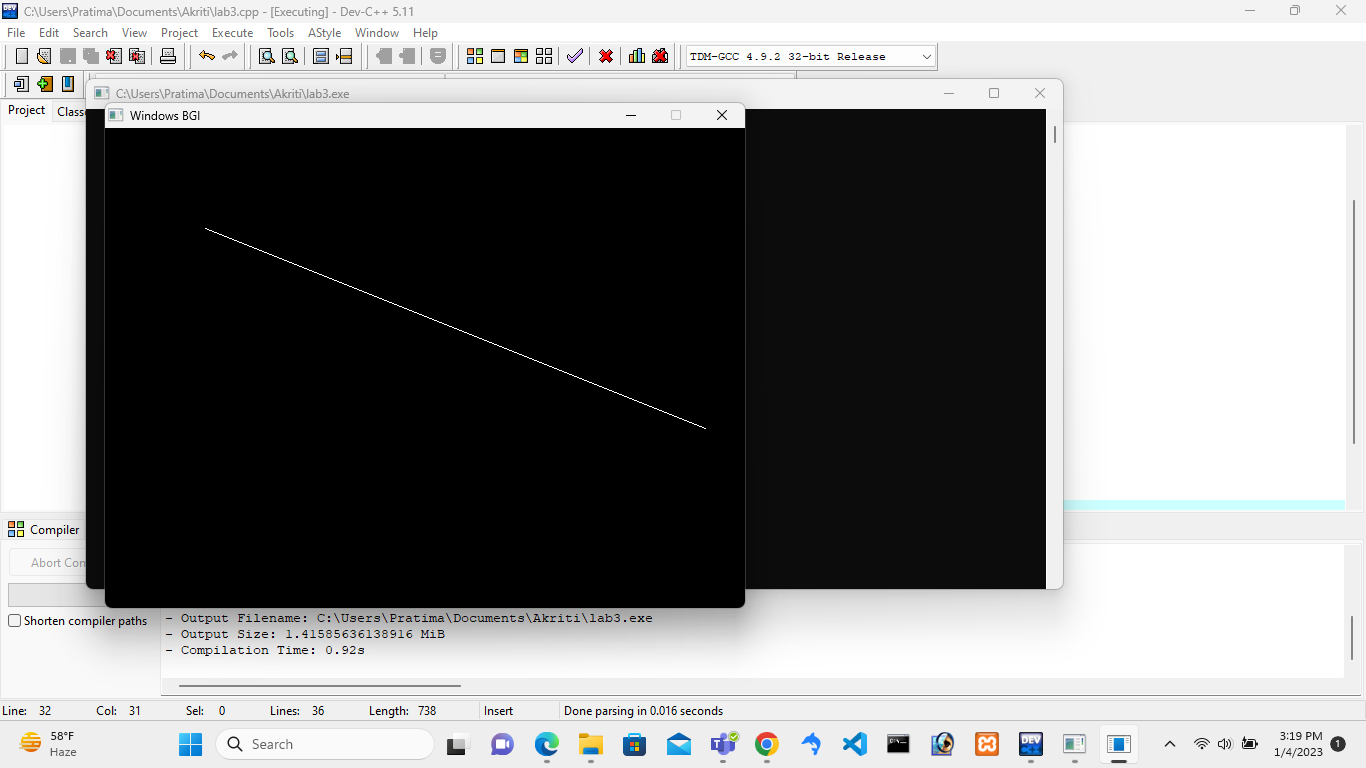 C:\Users\Pratima\Documents\Akriti\lab3.cpp - [Executing] - Dev-C++ 5.11
File Edit Search View Project Execute Tools AStyle Window Help
TDM-GCC 4.9.2 32-bit Release
C:\Users\Pratima\Documents\Akriti\lab3.exe
Project
Windows BGI
Compiler
Abort
Shorten compiler paths
- Output Filename: C:\Users\Pratima\Documents\Akriti\lab3.exe
- Output Size: 1.41585636138916 MiB
- Compilation Time: 0.92s
Line: 32 Col: 31 Sel: 0 Lines: 36 Length: 738 Insert Done parsing in 0.016 seconds
58°F
Haze
Search
DEV
3:19 PM
1/4/2023
1